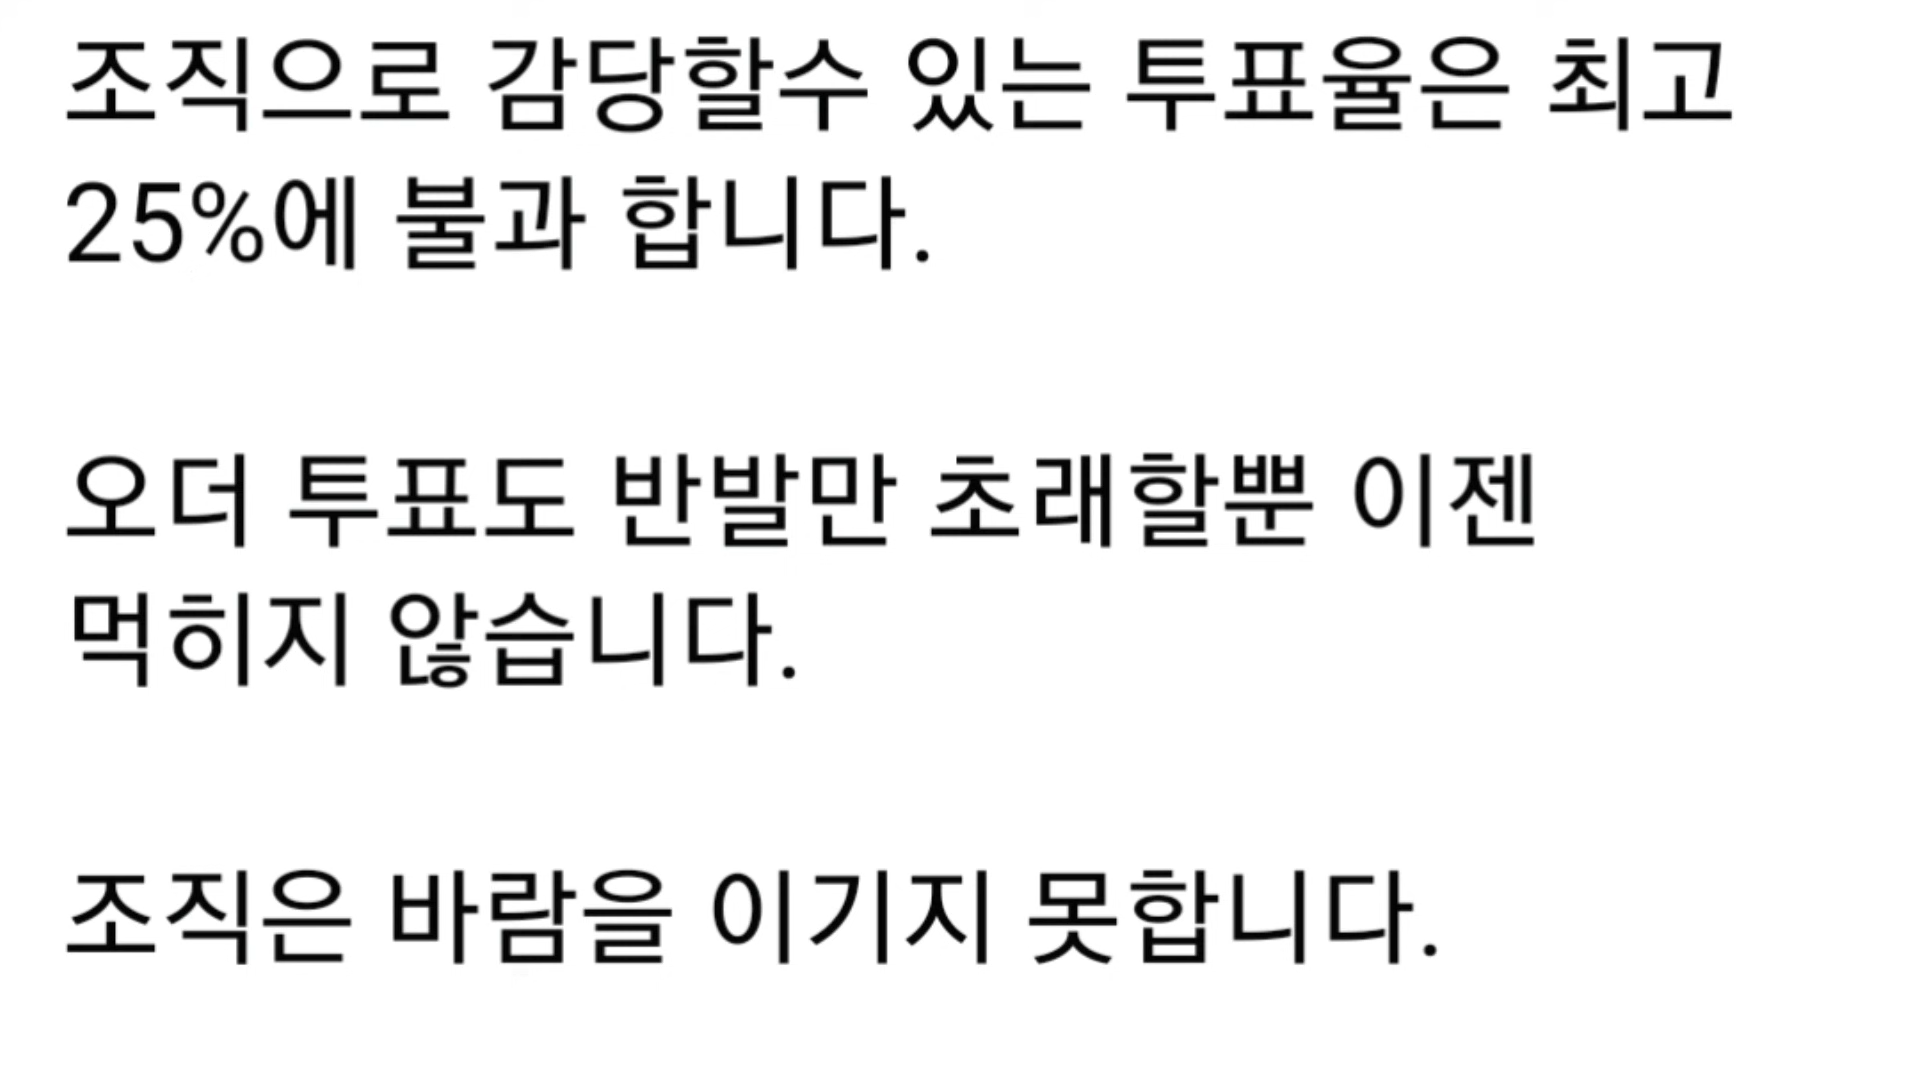 조직으로 감당할수 있는 투표율은 최고
25%에 불과 합니다.
오더 투표도 반발만 초래할뿐 이젠
먹히지 않습니다.
조직은 바람을 이기지 못합니다.